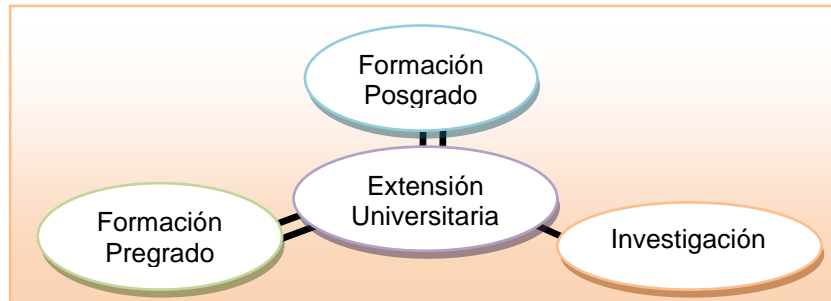 Formación
Posgrado
Extensión
Universitaria
Formación
Pregrado
Investigación